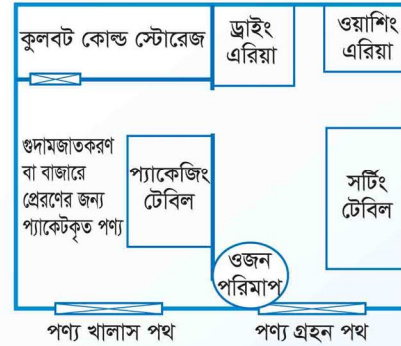 কুলবট কোল্ড স্টোরেজ
ড্রাইং
এরিয়া
ওয়াশিং
এরিয়া
গুদামজাতকরণ
বা বাজারে
প্রেরণের জন্য
প্যাকেটকৃত পণ্য
প্যাকেজিং
টেবিল
সর্টিং
টেবিল
ওজন
পরিমাপ
পণ্য খালাস পথ
পণ্য গ্রহন পথ